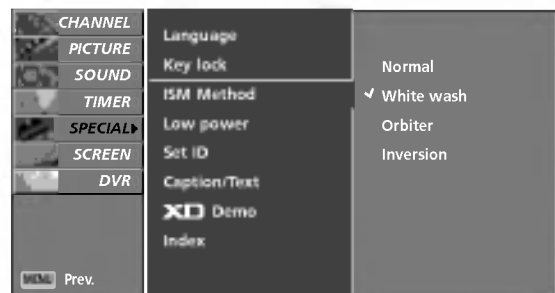 CHANNEL
PICTURE
SOUND
TIMER
SPECIAL
SCREEN
DVR
MENU Prev.
Language
Key lock
ISM Method
Low power
Set ID
Caption/Text
XD Demo
Index
Normal
✔ White wash
Orbiter
Inversion